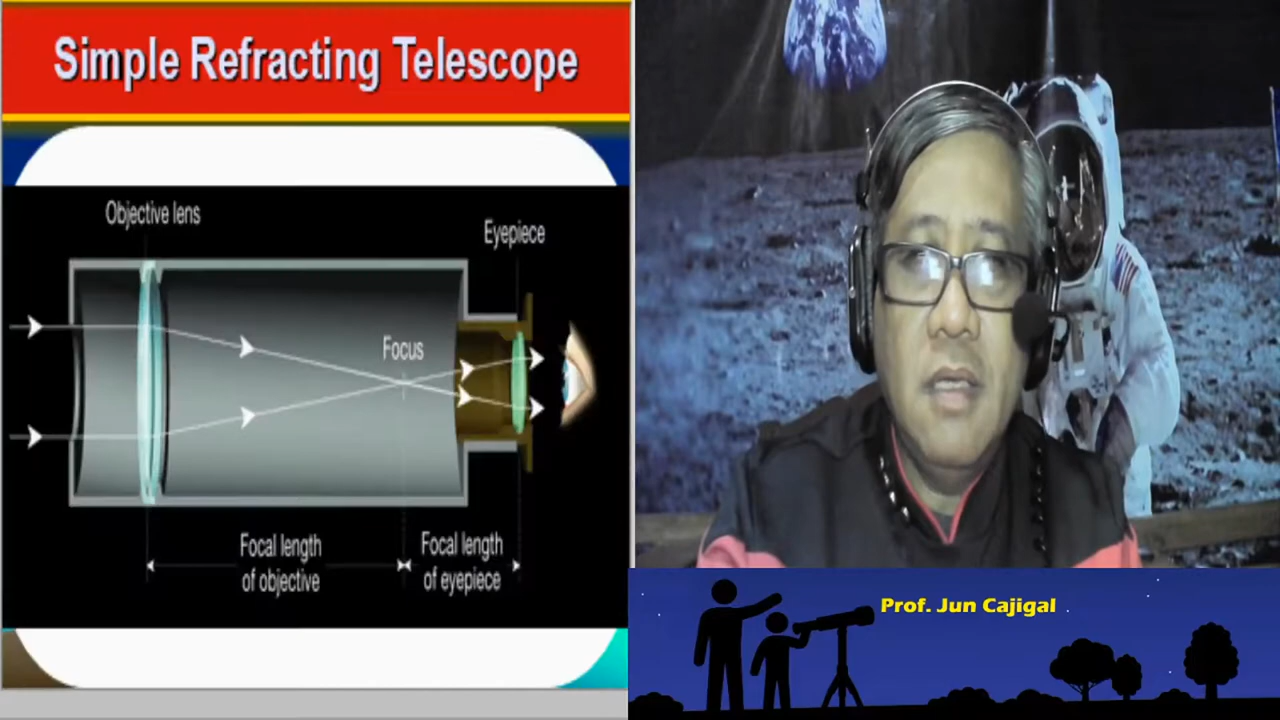 Simple Refracting Telescope
Objective lens
Eyepiece
Focus
Focal length
of objective
Focal length
of eyepiece
Prof. Jun Cajigal